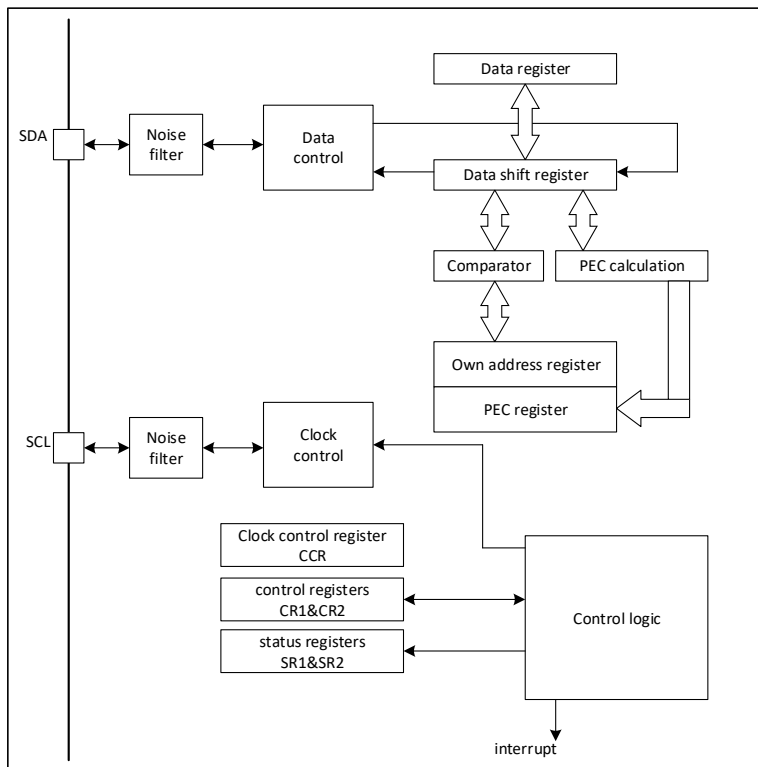 Data register
SDA
Noise
filter
Data
control
Data shift register
Comparator
PEC calculation
Own address register
PEC register
SCL
Noise
filter
Clock
control
Clock control register
CCR
control registers
CR1&CR2
status registers
SR1&SR2
Control logic
interrupt